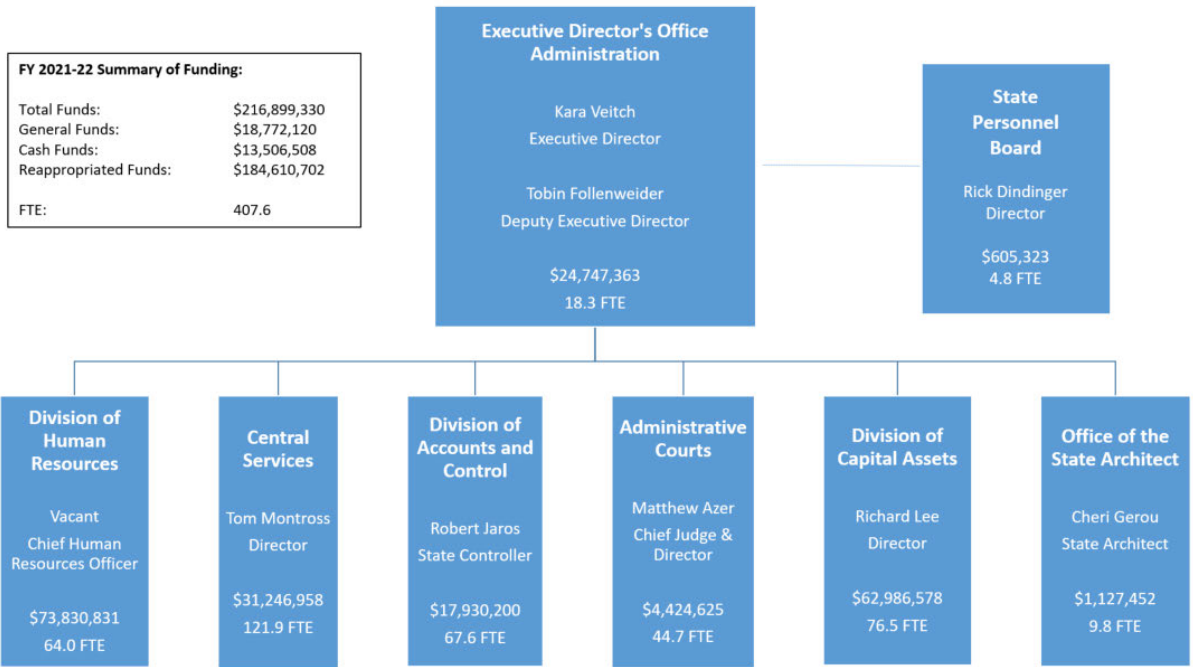 Executive Director's Office
Administration
Kara Veitch
Executive Director
Tobin Follenweider
Deputy Executive Director
$24,747,363
18.3 FTE
FY 2021-22 Summary of Funding:
Total Funds: $216,899,330
General Funds: $18,772,120
Cash Funds: $13,506,508
Reappropriated Funds: $184,610,702
FTE: 407.6
State
Personnel
Board
Rick Dindinger
Director
$605,323
4.8 FTE
Division of
Human
Resources
Vacant
Chief Human
Resources Officer
$73,830,831
64.0 FTE
Central
Services
Tom Montross
Director
$31,246,958
121.9 FTE
Division of
Accounts and
Control
Robert Jaros
State Controller
$17,930,200
67.6 FTE
Administrative
Courts
Matthew Azer
Chief Judge &
Director
$4,424,625
44.7 FTE
Division of
Capital Assets
Richard Lee
Director
$62,986,578
76.5 FTE
Office of the
State Architect
Cheri Gerou
State Architect
$1,127,452
9.8 FTE